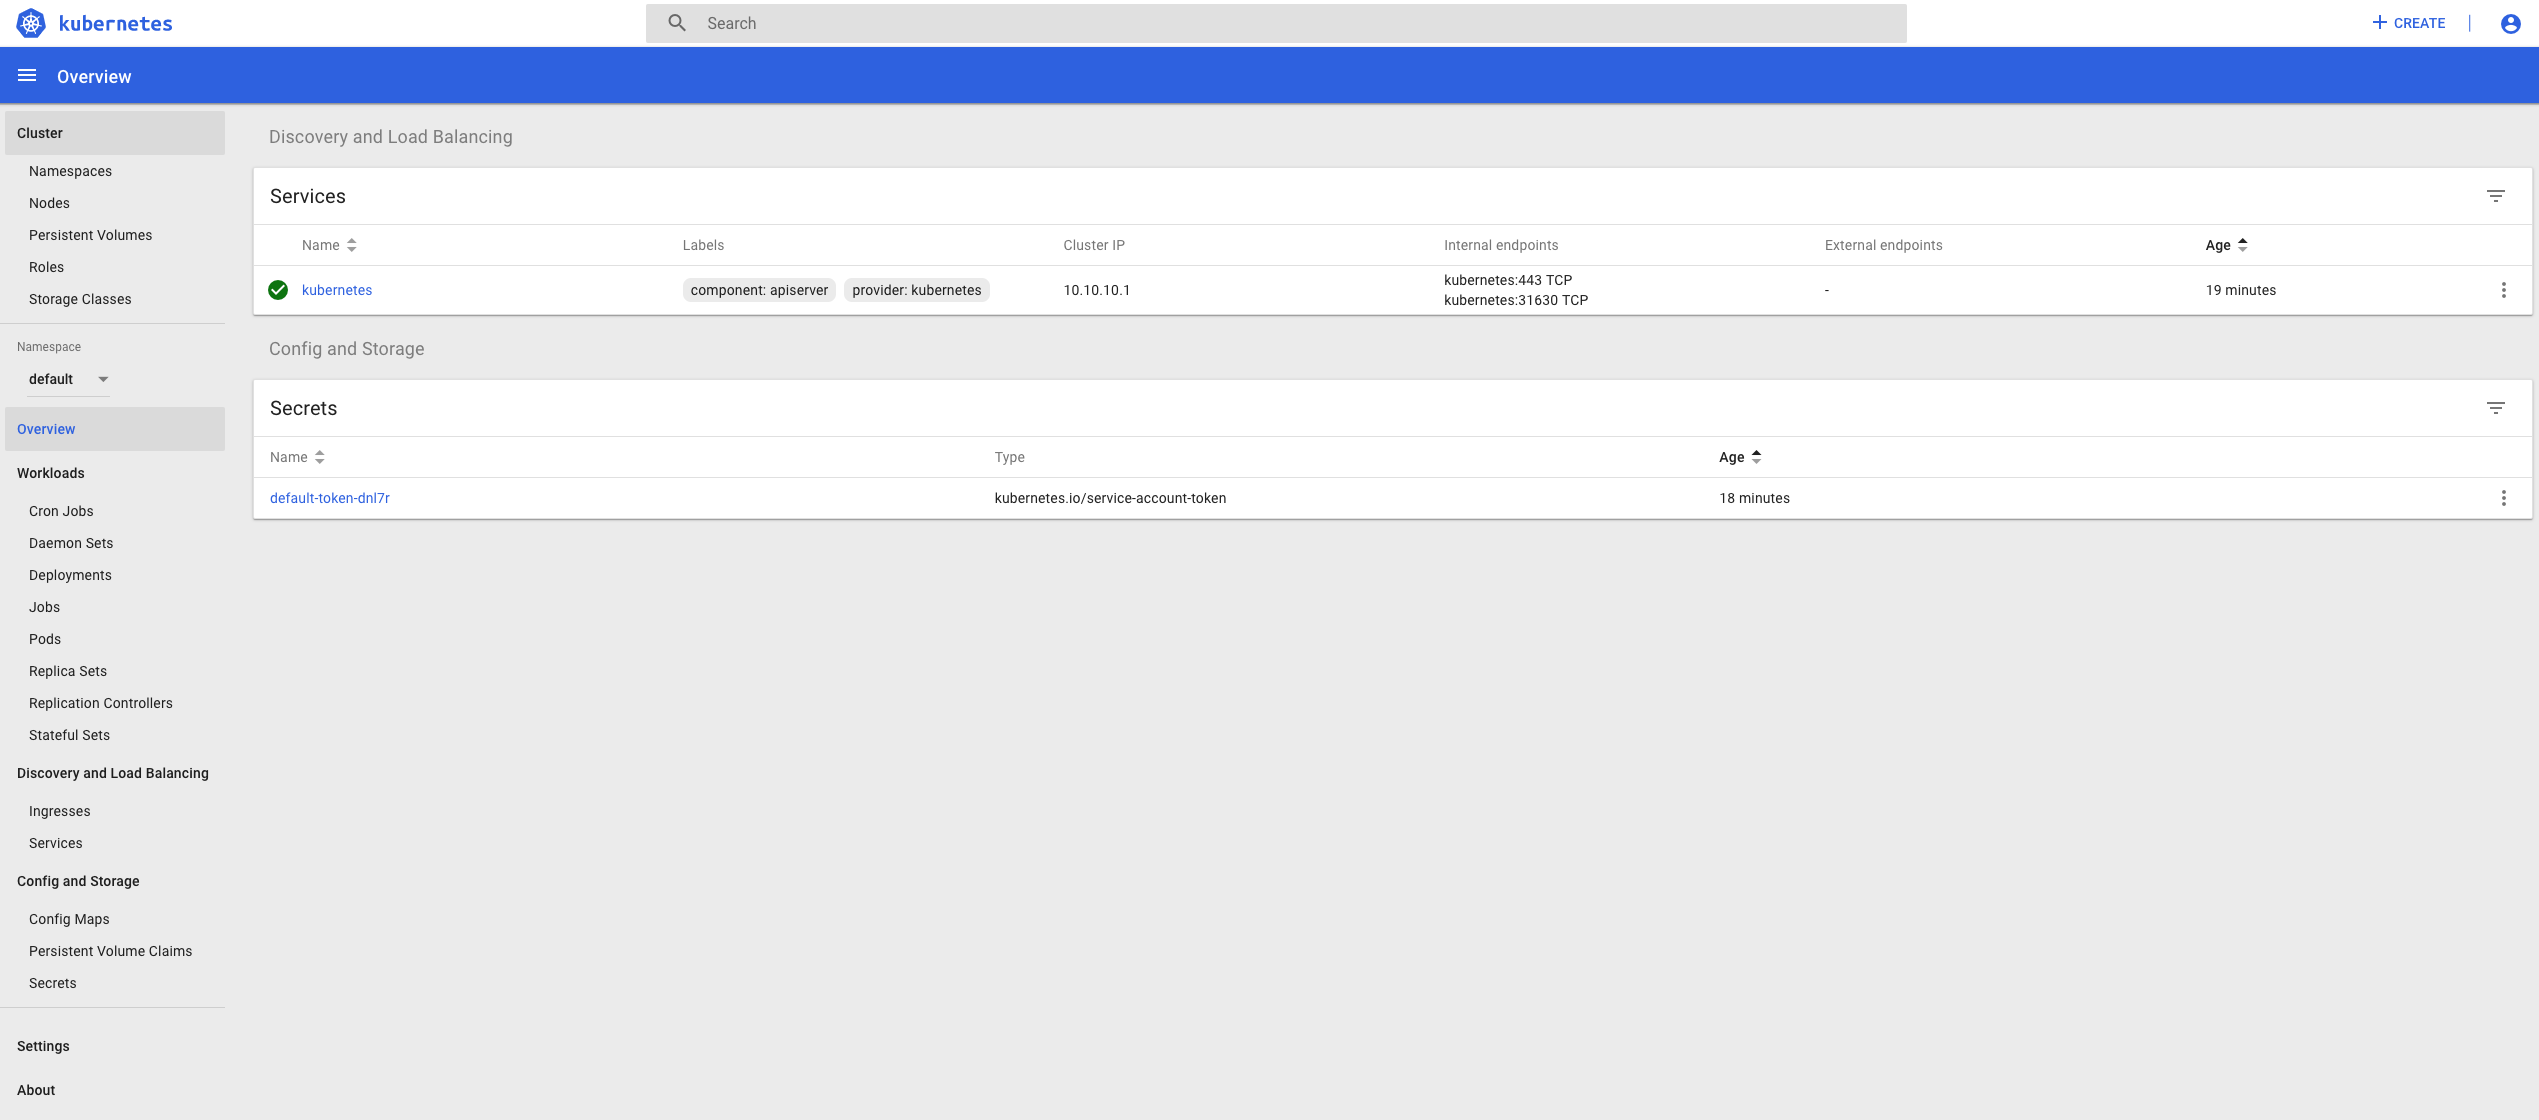 kubernetes
Search
CREATE
Overview
Cluster
Namespaces
Nodes
Persistent Volumes
Roles
Storage Classes
Namespace
default
Overview
Workloads
Cron Jobs
Daemon Sets
Deployments
Jobs
Pods
Replica Sets
Replication Controllers
Stateful Sets
Discovery and Load Balancing
Ingresses
Services
Config and Storage
Config Maps
Persistent Volume Claims
Secrets
Settings
About
Discovery and Load Balancing
Services
Name Labels Cluster IP Internal endpoints External endpoints Age
kubernetes component: apiserver provider: kubernetes 10.10.10.1 kubernetes:443 TCP - 19 minutes
kubernetes:31630 TCP
Config and Storage
Secrets
Name Type Age
default-token-dnl7r kubernetes.io/service-account-token 18 minutes